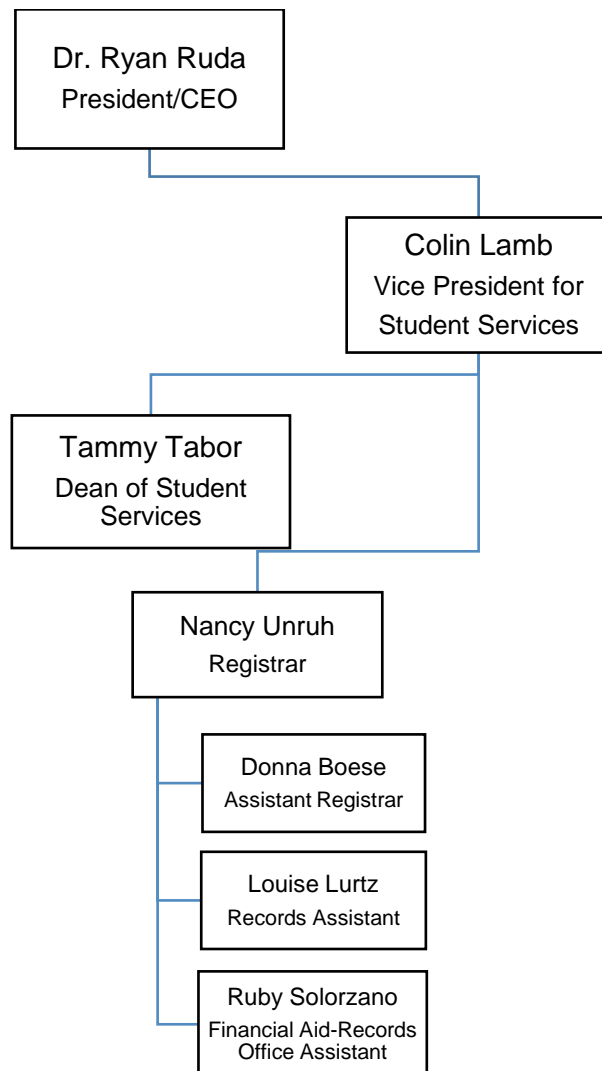 Dr. Ryan Ruda
President/CEO
Colin Lamb
Vice President for
Student Services
Tammy Tabor
Dean of Student
Services
Nancy Unruh
Registrar
Donna Boese
Assistant Registrar
Louise Lurtz
Records Assistant
Ruby Solorzano
Financial Aid-Records
Office Assistant